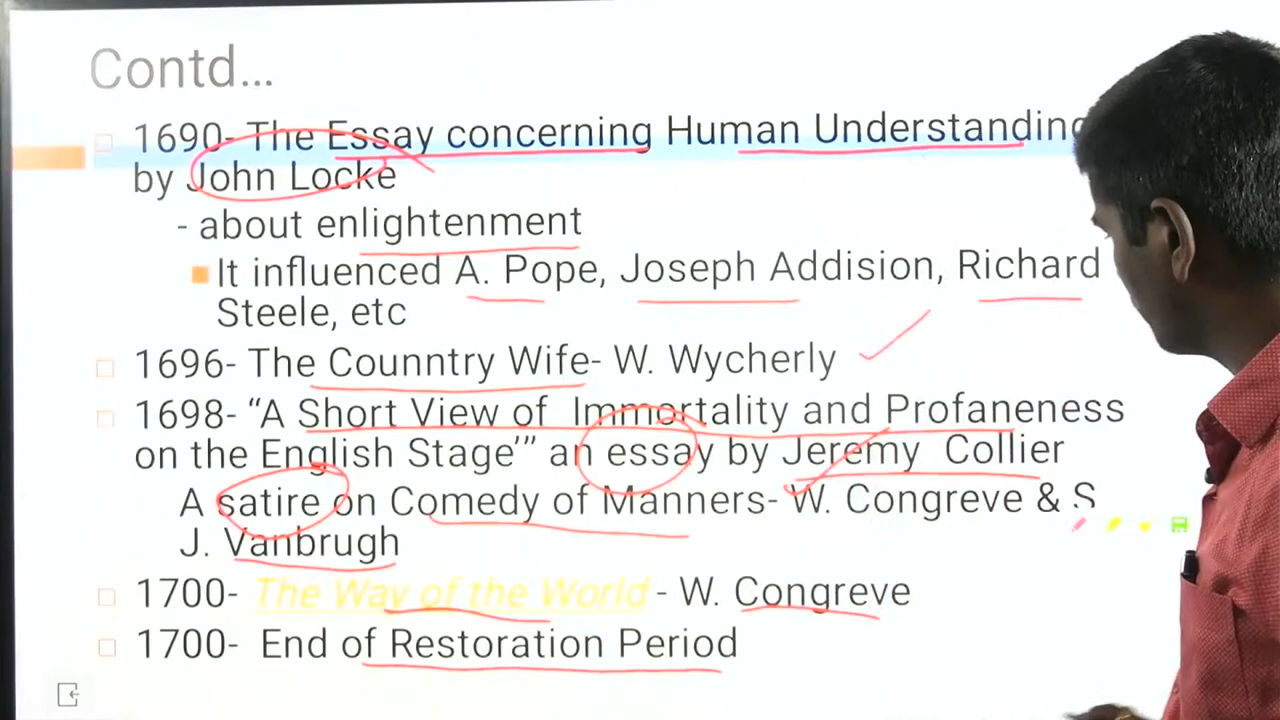 Contd...
1690- The Essay concerning Human Understanding
by John Locke
- about enlightenment
It influenced A. Pope, Joseph Addision, Richard
Steele, etc
1696- The Counntry Wife- W. Wycherly
1698- “A Short View of Immortality and Profaneness
on the English Stage’” an essay by Jeremy Collier
A satire on Comedy of Manners- W. Congreve & S
J. Vanbrugh
1700- The Way of the World - W. Congreve
1700- End of Restoration Period